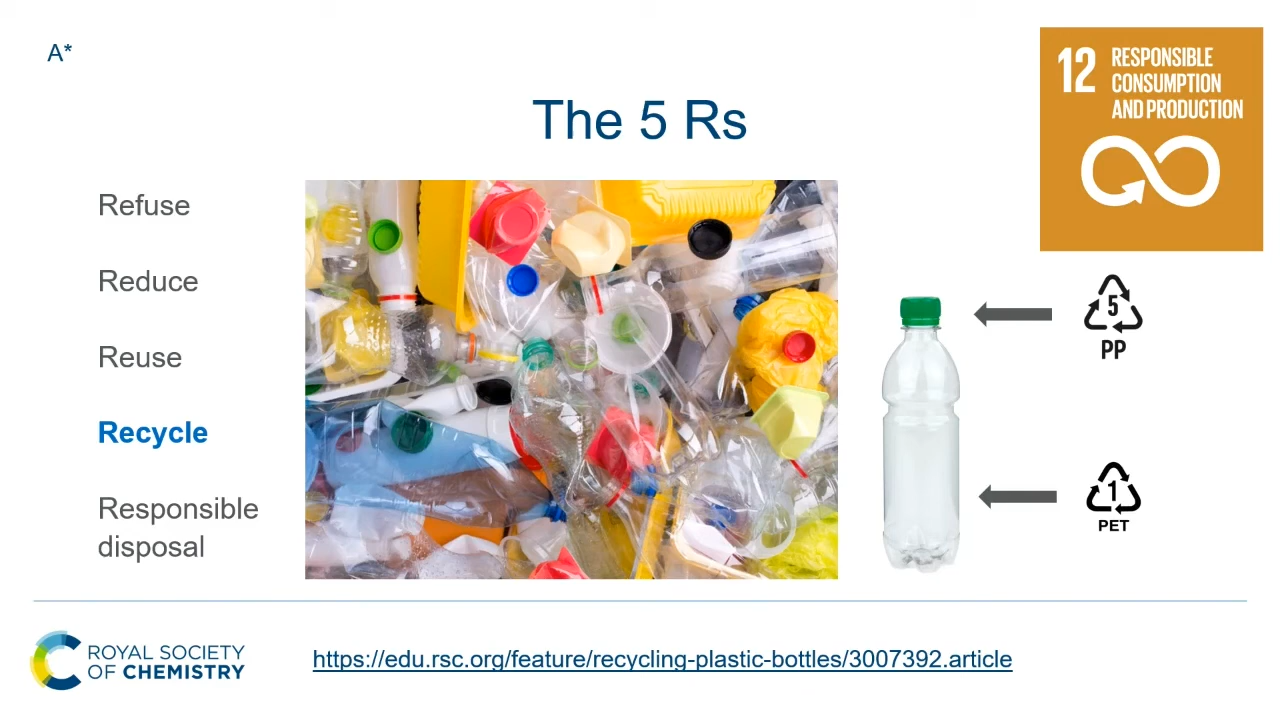 A*
The 5 Rs
12 RESPONSIBLE
CONSUMPTION
AND PRODUCTION
Refuse
Reduce
Reuse
Recycle
Responsible
disposal
5
PP
1
PET
ROYAL SOCIETY
OF CHEMISTRY
https://edu.rsc.org/feature/recycling-plastic-bottles/3007392.article